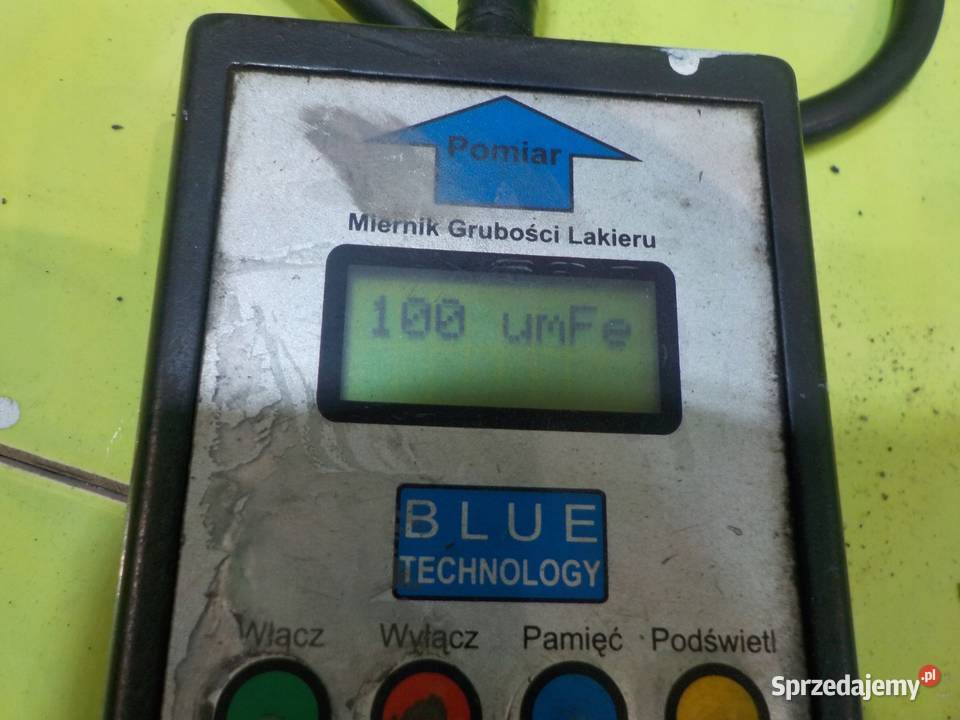 Pomiar
Miernik Grubości Lakieru
100 umFe
BLUE
TECHNOLOGY
Włącz Wyłącz Pamięć Podświetl
Sprzedajemy.pl